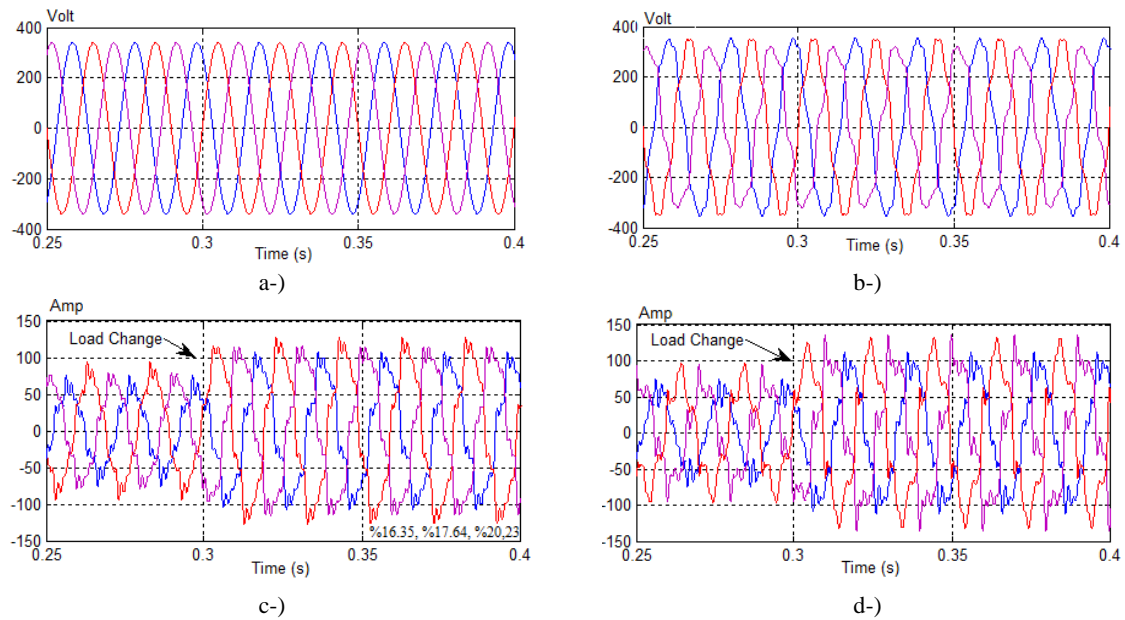 Volt
400
200
0
-200
-400
0.25 0.3 0.35 0.4
Time (s)
a-)
Volt
400
200
0
-200
-400
0.25 0.3 0.35 0.4
Time (s)
b-)
Amp
150
100
50
0
-50
-100
-150
Load Change
%16.35, %17.64, %20,23
0.25 0.3 0.35 0.4
Time (s)
c-)
Amp
150
100
50
0
-50
-100
-150
Load Change
0.25 0.3 0.35 0.4
Time (s)
d-)